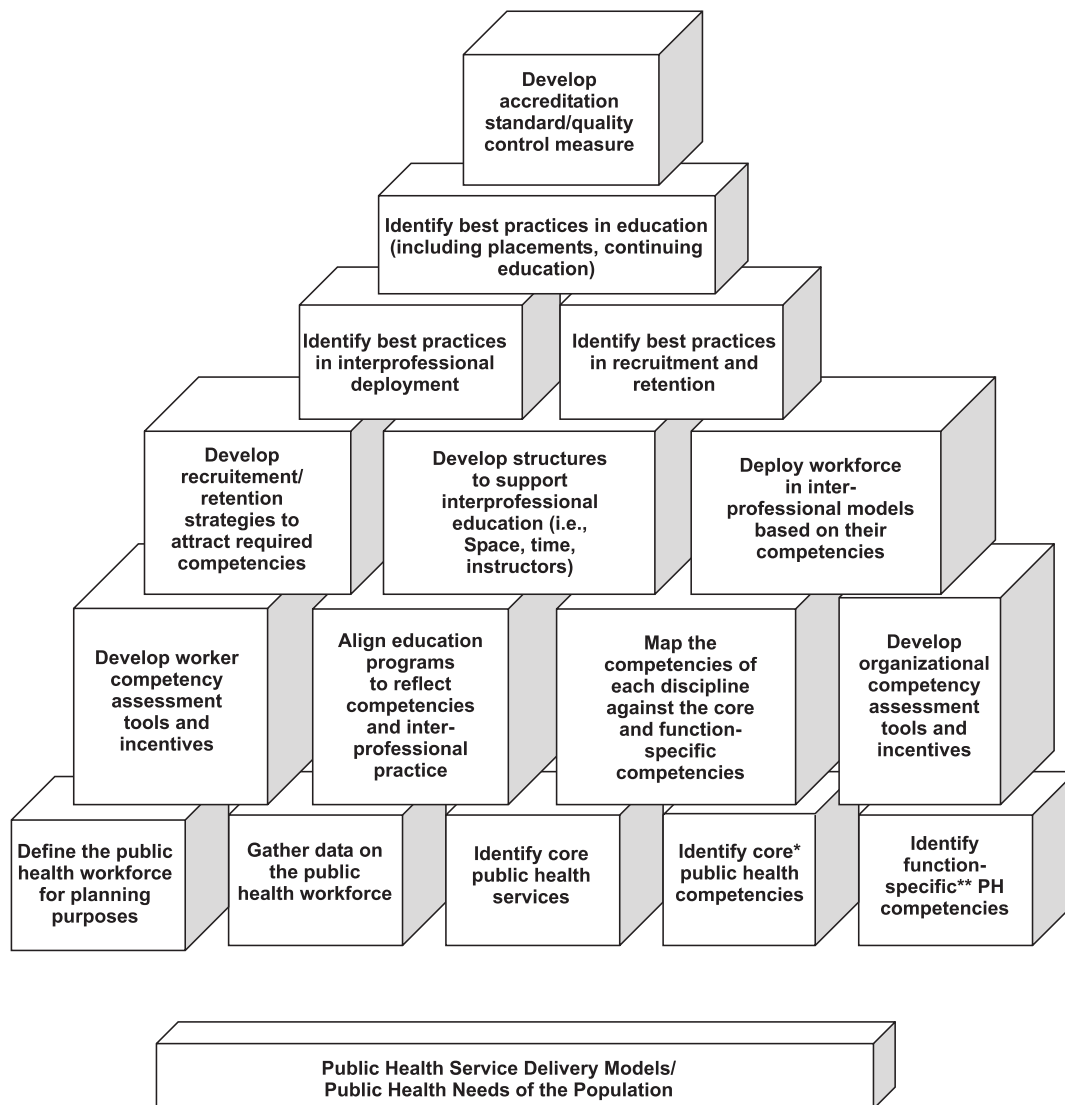 Develop
accreditation
standard/quality
control measure
Identify best practices in education
(including placements, continuing
education)
Identify best practices
in interprofessional
deployment
Identify best practices
in recruitment and
retention
Develop
recruitement/
retention
strategies to
attract required
competencies
Develop structures
to support
interprofessional
education (i.e.,
Space, time,
instructors)
Deploy workforce
in inter-
professional models
based on their
competencies
Develop worker
competency
assessment
tools and
incentives
Align education
programs
to reflect
competencies
and inter-
professional
practice
Map the
competencies of
each discipline
against the core
and function-
specific
competencies
Develop
organizational
competency
assessment
tools and
incentives
Define the public
health workforce
for planning
purposes
Gather data on
the public
health workforce
Identify core
public health
services
Identify core*
public health
competencies
Identify
function-
specific** PH
competencies
Public Health Service Delivery Models/
Public Health Needs of the Population